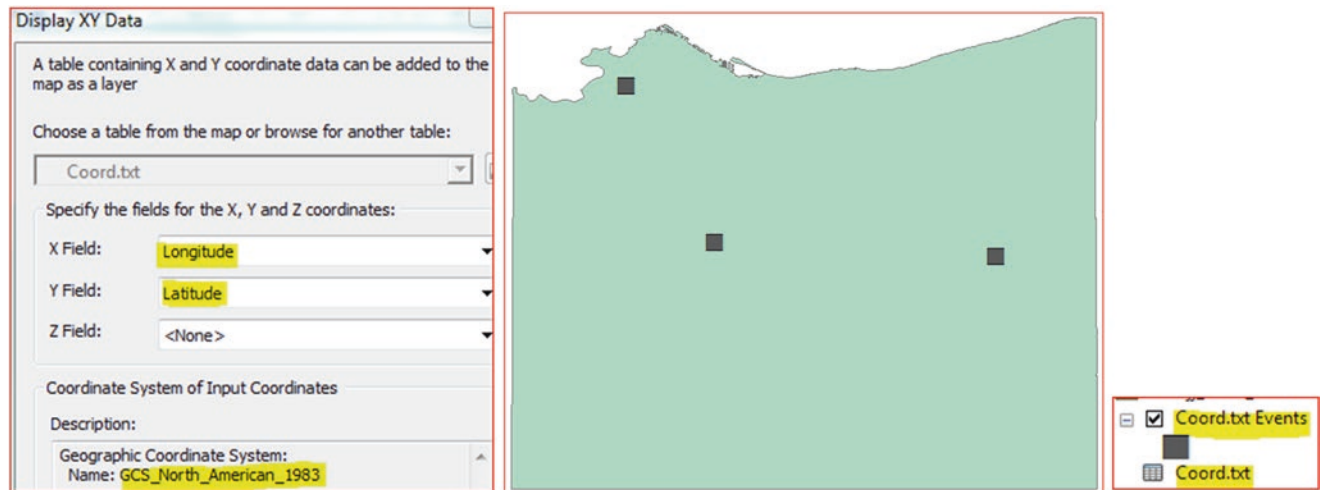 Display XY Data
A table containing X and Y coordinate data can be added to the
map as a layer
Choose a table from the map or browse for another table:
Coord.txt
Specify the fields for the X, Y and Z coordinates:
X Field:
Longitude
Y Field:
Latitude
Z Field:
<None>
Coordinate System of Input Coordinates
Description:
Geographic Coordinate System:
Name: GCS_North_American_1983
Coord.txt Events
Coord.txt